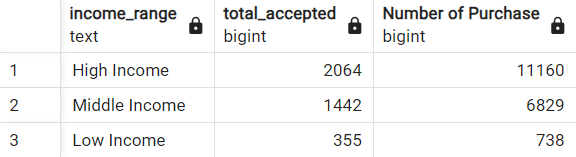 income_range total_accepted Number of Purchase
text bigint bigint
1 High Income 2064 11160
2 Middle Income 1442 6829
3 Low Income 355 738